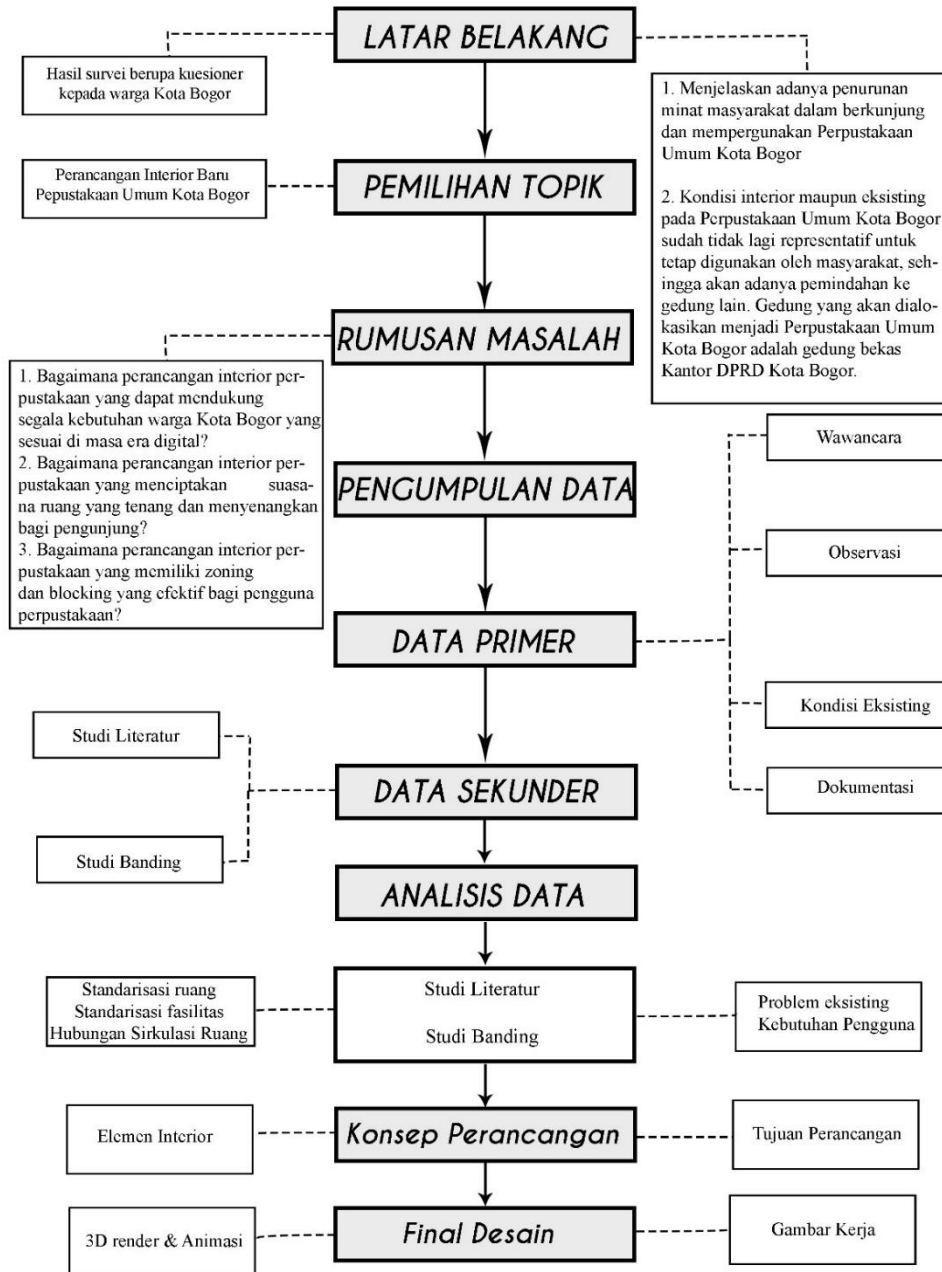 LATAR BELAKANG
Hasil survei berupa kuesioner
kepada warga Kota Bogor
1. Menjelaskan adanya penurunan
minat masyarakat dalam berkunjung
dan mempergunakan Perpustakaan
Umum Kota Bogor
2. Kondisi interior maupun eksisting
pada Perpustakaan Umum Kota Bogor
sudah tidak lagi representatif untuk
tetap digunakan oleh masyarakat, seh-
ingga akan adanya pemindahan ke
gedung lain. Gedung yang akan dialo-
kasikan menjadi Perpustakaan Umum
Kota Bogor adalah gedung bekas
Kantor DPRD Kota Bogor.
Perancangan Interior Baru
Pepustakaan Umum Kota Bogor
PEMILIHAN TOPIK
RUMUSAN MASALAH
1. Bagaimana perancangan interior per-
pustakaan yang dapat mendukung
segala kebutuhan warga Kota Bogor yang
sesuai di masa era digital?
2. Bagaimana perancangan interior per-
pustakaan yang menciptakan suasa-
na ruang yang tenang dan menyenangkan
bagi pengunjung?
3. Bagaimana perancangan interior per-
pustakaan yang memiliki zoning
dan blocking yang efektif bagi pengguna
perpustakaan?
PENGUMPULAN DATA
DATA PRIMER
Wawancara
Observasi
Kondisi Eksisting
Dokumentasi
Studi Literatur
Studi Banding
DATA SEKUNDER
ANALISIS DATA
Standarisasi ruang
Standarisasi fasilitas
Hubungan Sirkulasi Ruang
Studi Literatur
Studi Banding
Problem eksisting
Kebutuhan Pengguna
Elemen Interior
Konsep Perancangan
Tujuan Perancangan
3D render & Animasi
Final Desain
Gambar Kerja